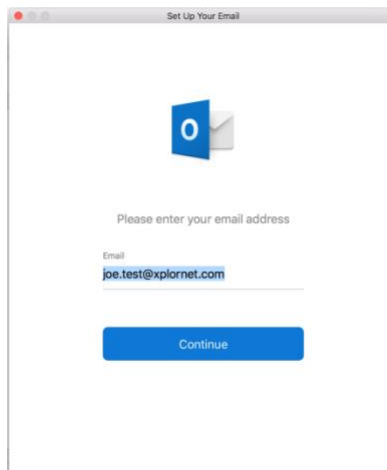 Set Up Your Email
O
Please enter your email address
Email
joe.test@xplornet.com
Continue